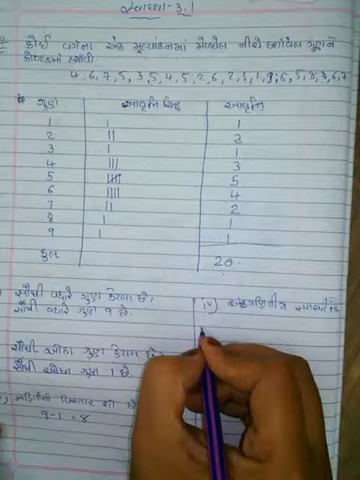 સ્વાધ્યાય-3.1
કોઈ વર્ગના એક મૂલ્યાંકનમાં મેળવેલ નીચે દર્શાવેલ ગુણને
કોષ્ટકમાં દર્શાવો.
4,6,7,5,3,5,4,5,2,6,2,5,1,9,6,5,8,4,6,7
ગુણ આવૃત્તિ ચિહ્ન આવૃત્તિ
1 | 1
2 || 2
3 | 1
4 ||| 3
5 |||| 5
6 |||| 4
7 || 2
8 | 1
9 | 1
કુલ 20
સૌથી વધારે ગુણ કેટલા છે,
સૌથી વધારે ગુણ 9 છે.
સૌથી ઓછા ગુણ કેટલા છે,
સૌથી ઓછા ગુણ 1 છે.
માહિતીનો વિસ્તાર શો છે
9-1 = 8
iv)